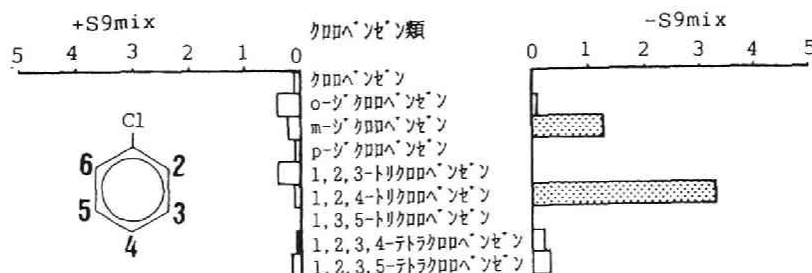 +S9mix
5 4 3 2 1 0
クロロベンゼン類
-S9mix
0 1 2 3 4 5
クロロベンゼン
o-ジクロロベンゼン
m-ジクロロベンゼン
p-ジクロロベンゼン
1,2,3-トリクロロベンゼン
1,2,4-トリクロロベンゼン
1,3,5-トリクロロベンゼン
1,2,3,4-テトラクロロベンゼン
1,2,3,5-テトラクロロベンゼン
Cl
6 2
5 3
4